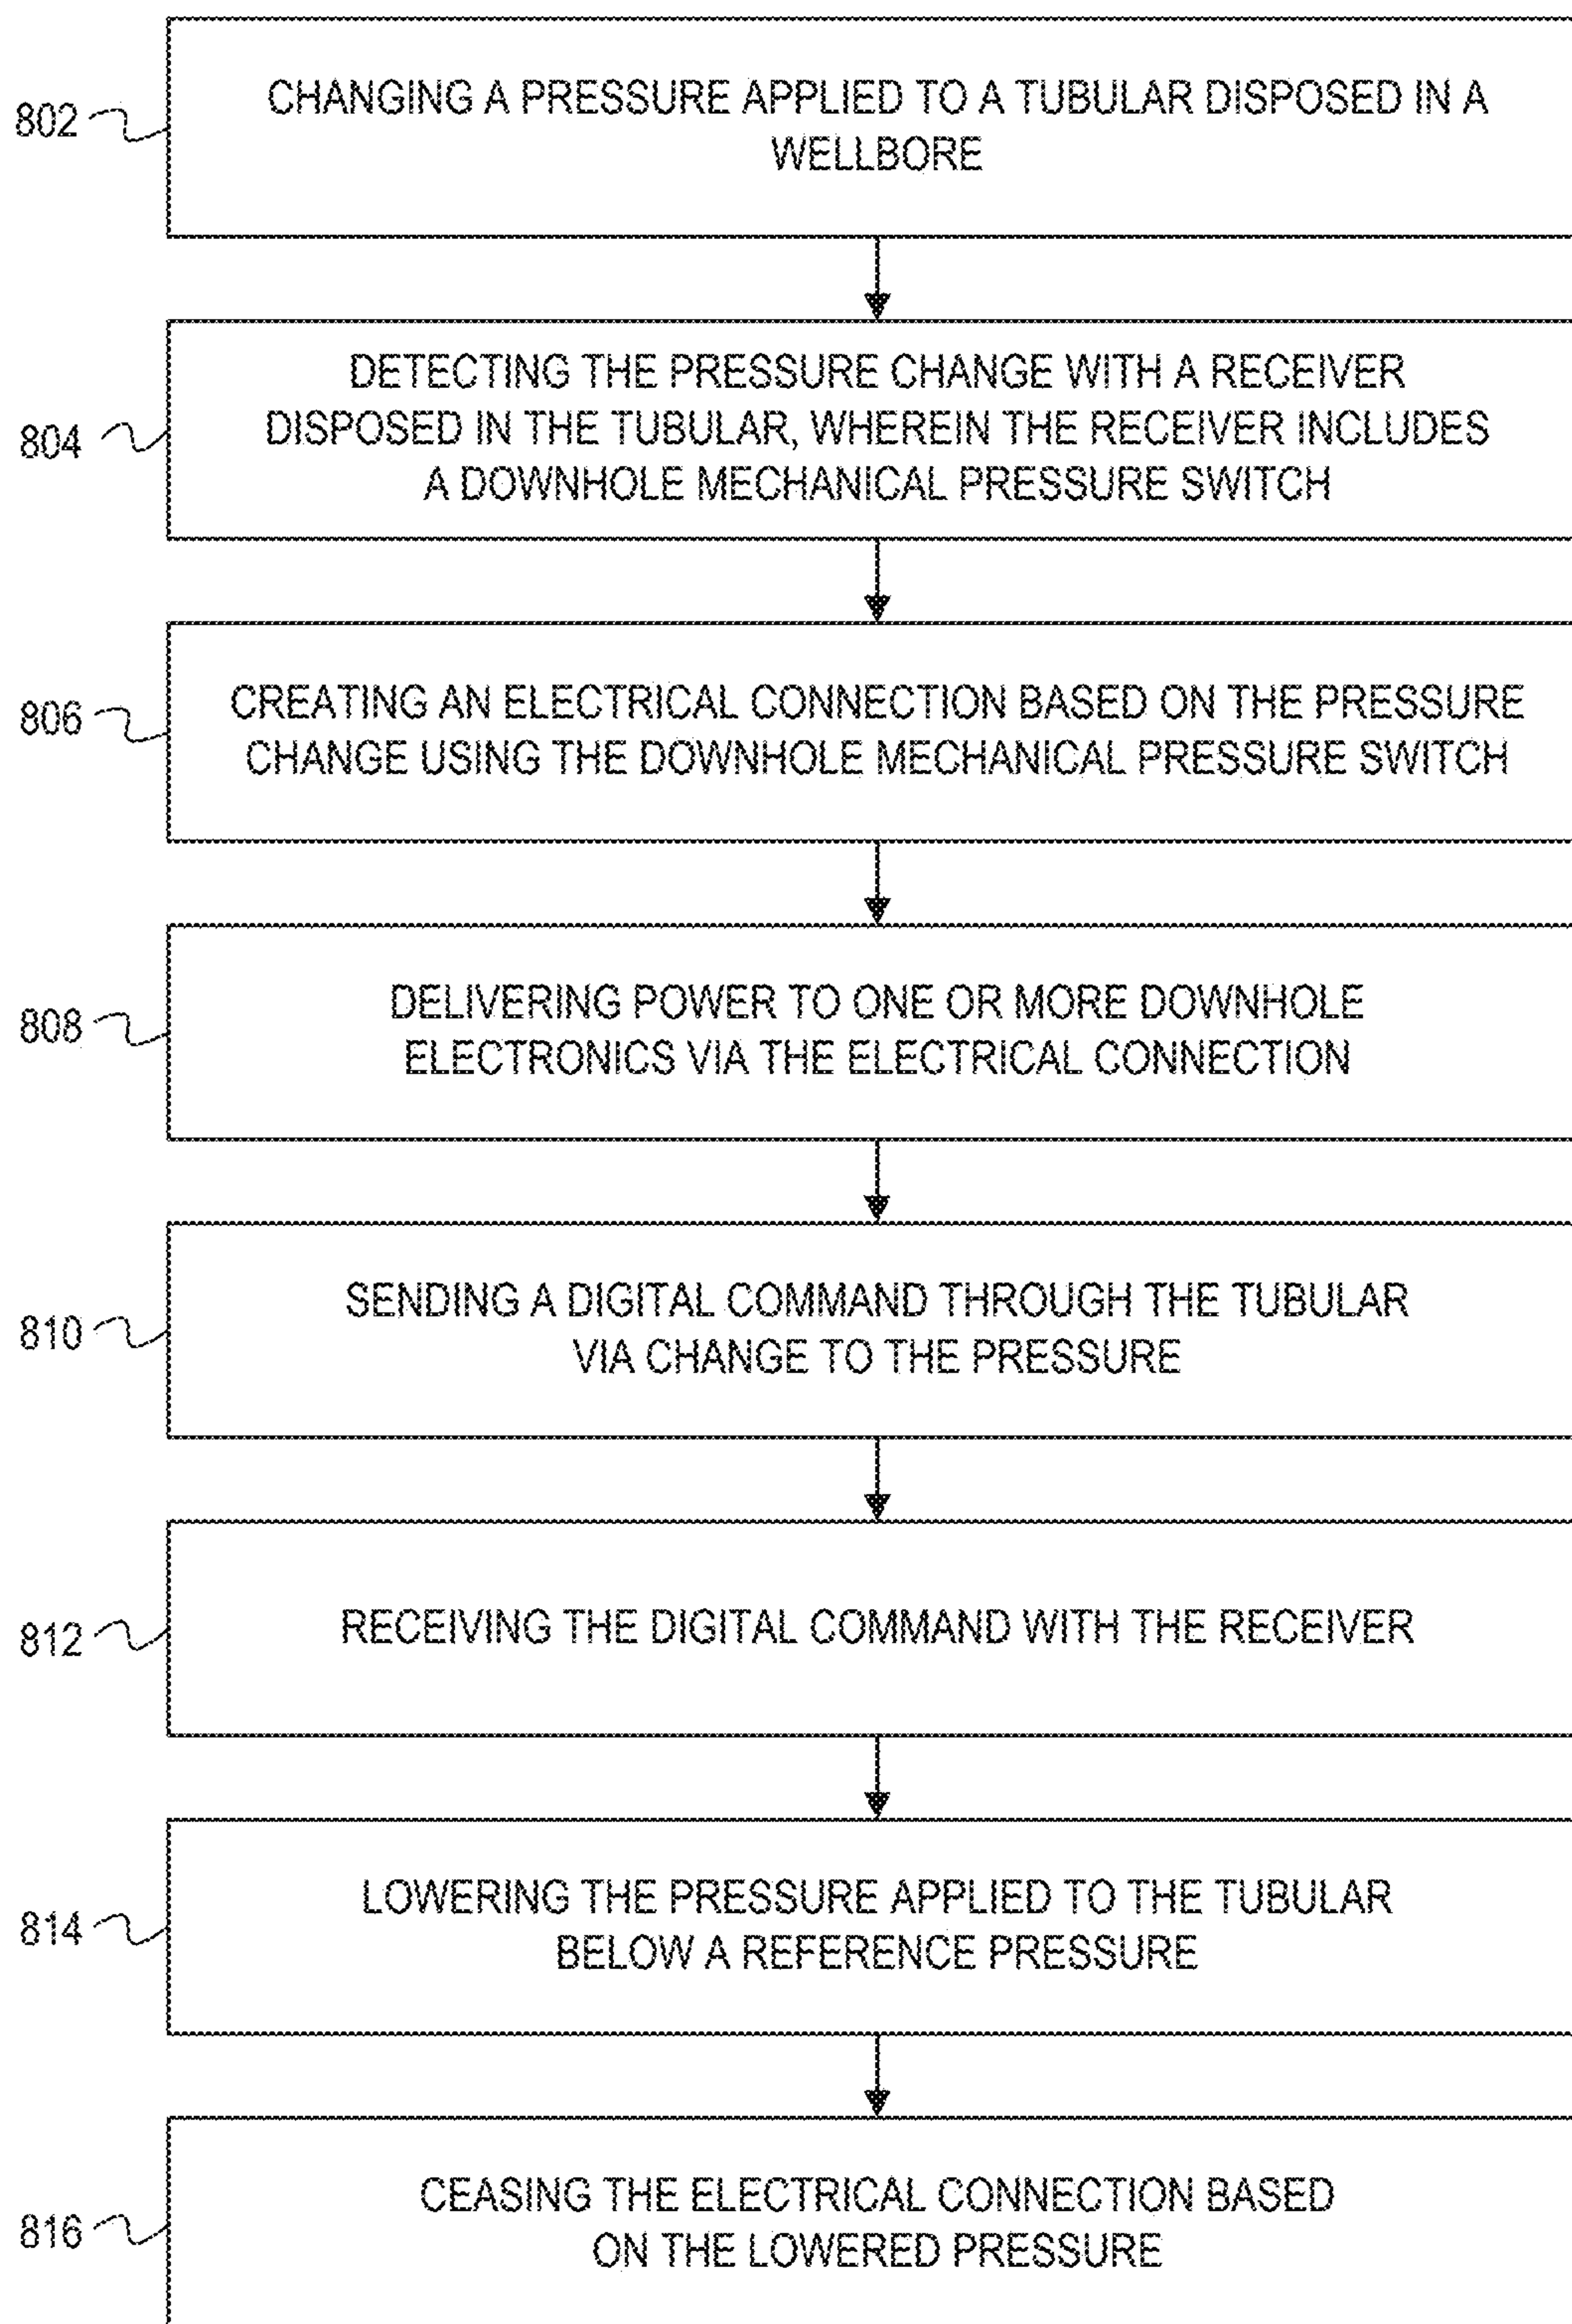 802
CHANGING A PRESSURE APPLIED TO A TUBULAR DISPOSED IN A
WELLBORE
804
DETECTING THE PRESSURE CHANGE WITH A RECEIVER
DISPOSED IN THE TUBULAR, WHEREIN THE RECEIVER INCLUDES
A DOWNHOLE MECHANICAL PRESSURE SWITCH
806
CREATING AN ELECTRICAL CONNECTION BASED ON THE PRESSURE
CHANGE USING THE DOWNHOLE MECHANICAL PRESSURE SWITCH
808
DELIVERING POWER TO ONE OR MORE DOWNHOLE
ELECTRONICS VIA THE ELECTRICAL CONNECTION
810
SENDING A DIGITAL COMMAND THROUGH THE TUBULAR
VIA CHANGE TO THE PRESSURE
812
RECEIVING THE DIGITAL COMMAND WITH THE RECEIVER
814
LOWERING THE PRESSURE APPLIED TO THE TUBULAR
BELOW A REFERENCE PRESSURE
816
CEASING THE ELECTRICAL CONNECTION BASED
ON THE LOWERED PRESSURE